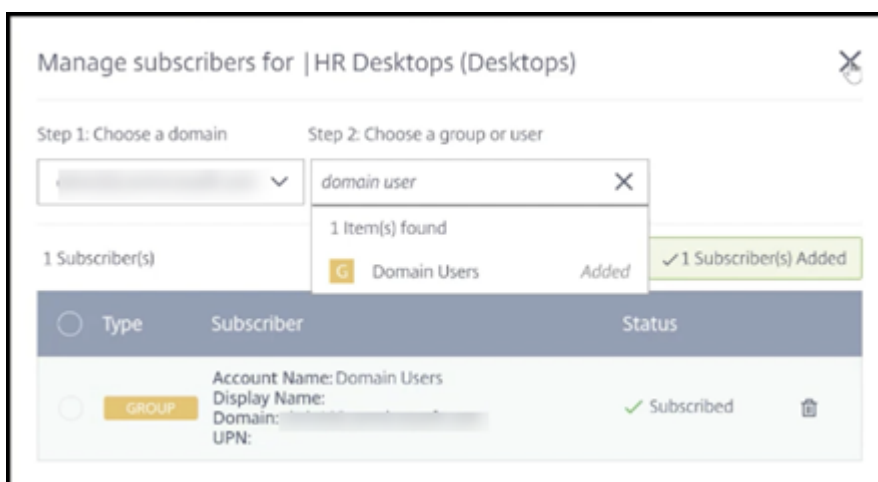 Manage subscribers for |HR Desktops (Desktops)
Step 1: Choose a domain Step 2: Choose a group or user
domain user
1 Item(s) found
G Domain Users Added
1 Subscriber(s)
1 Subscriber(s) Added
Type Subscriber Status
GROUP
Account Name: Domain Users
Display Name:
Domain:
UPN:
Subscribed